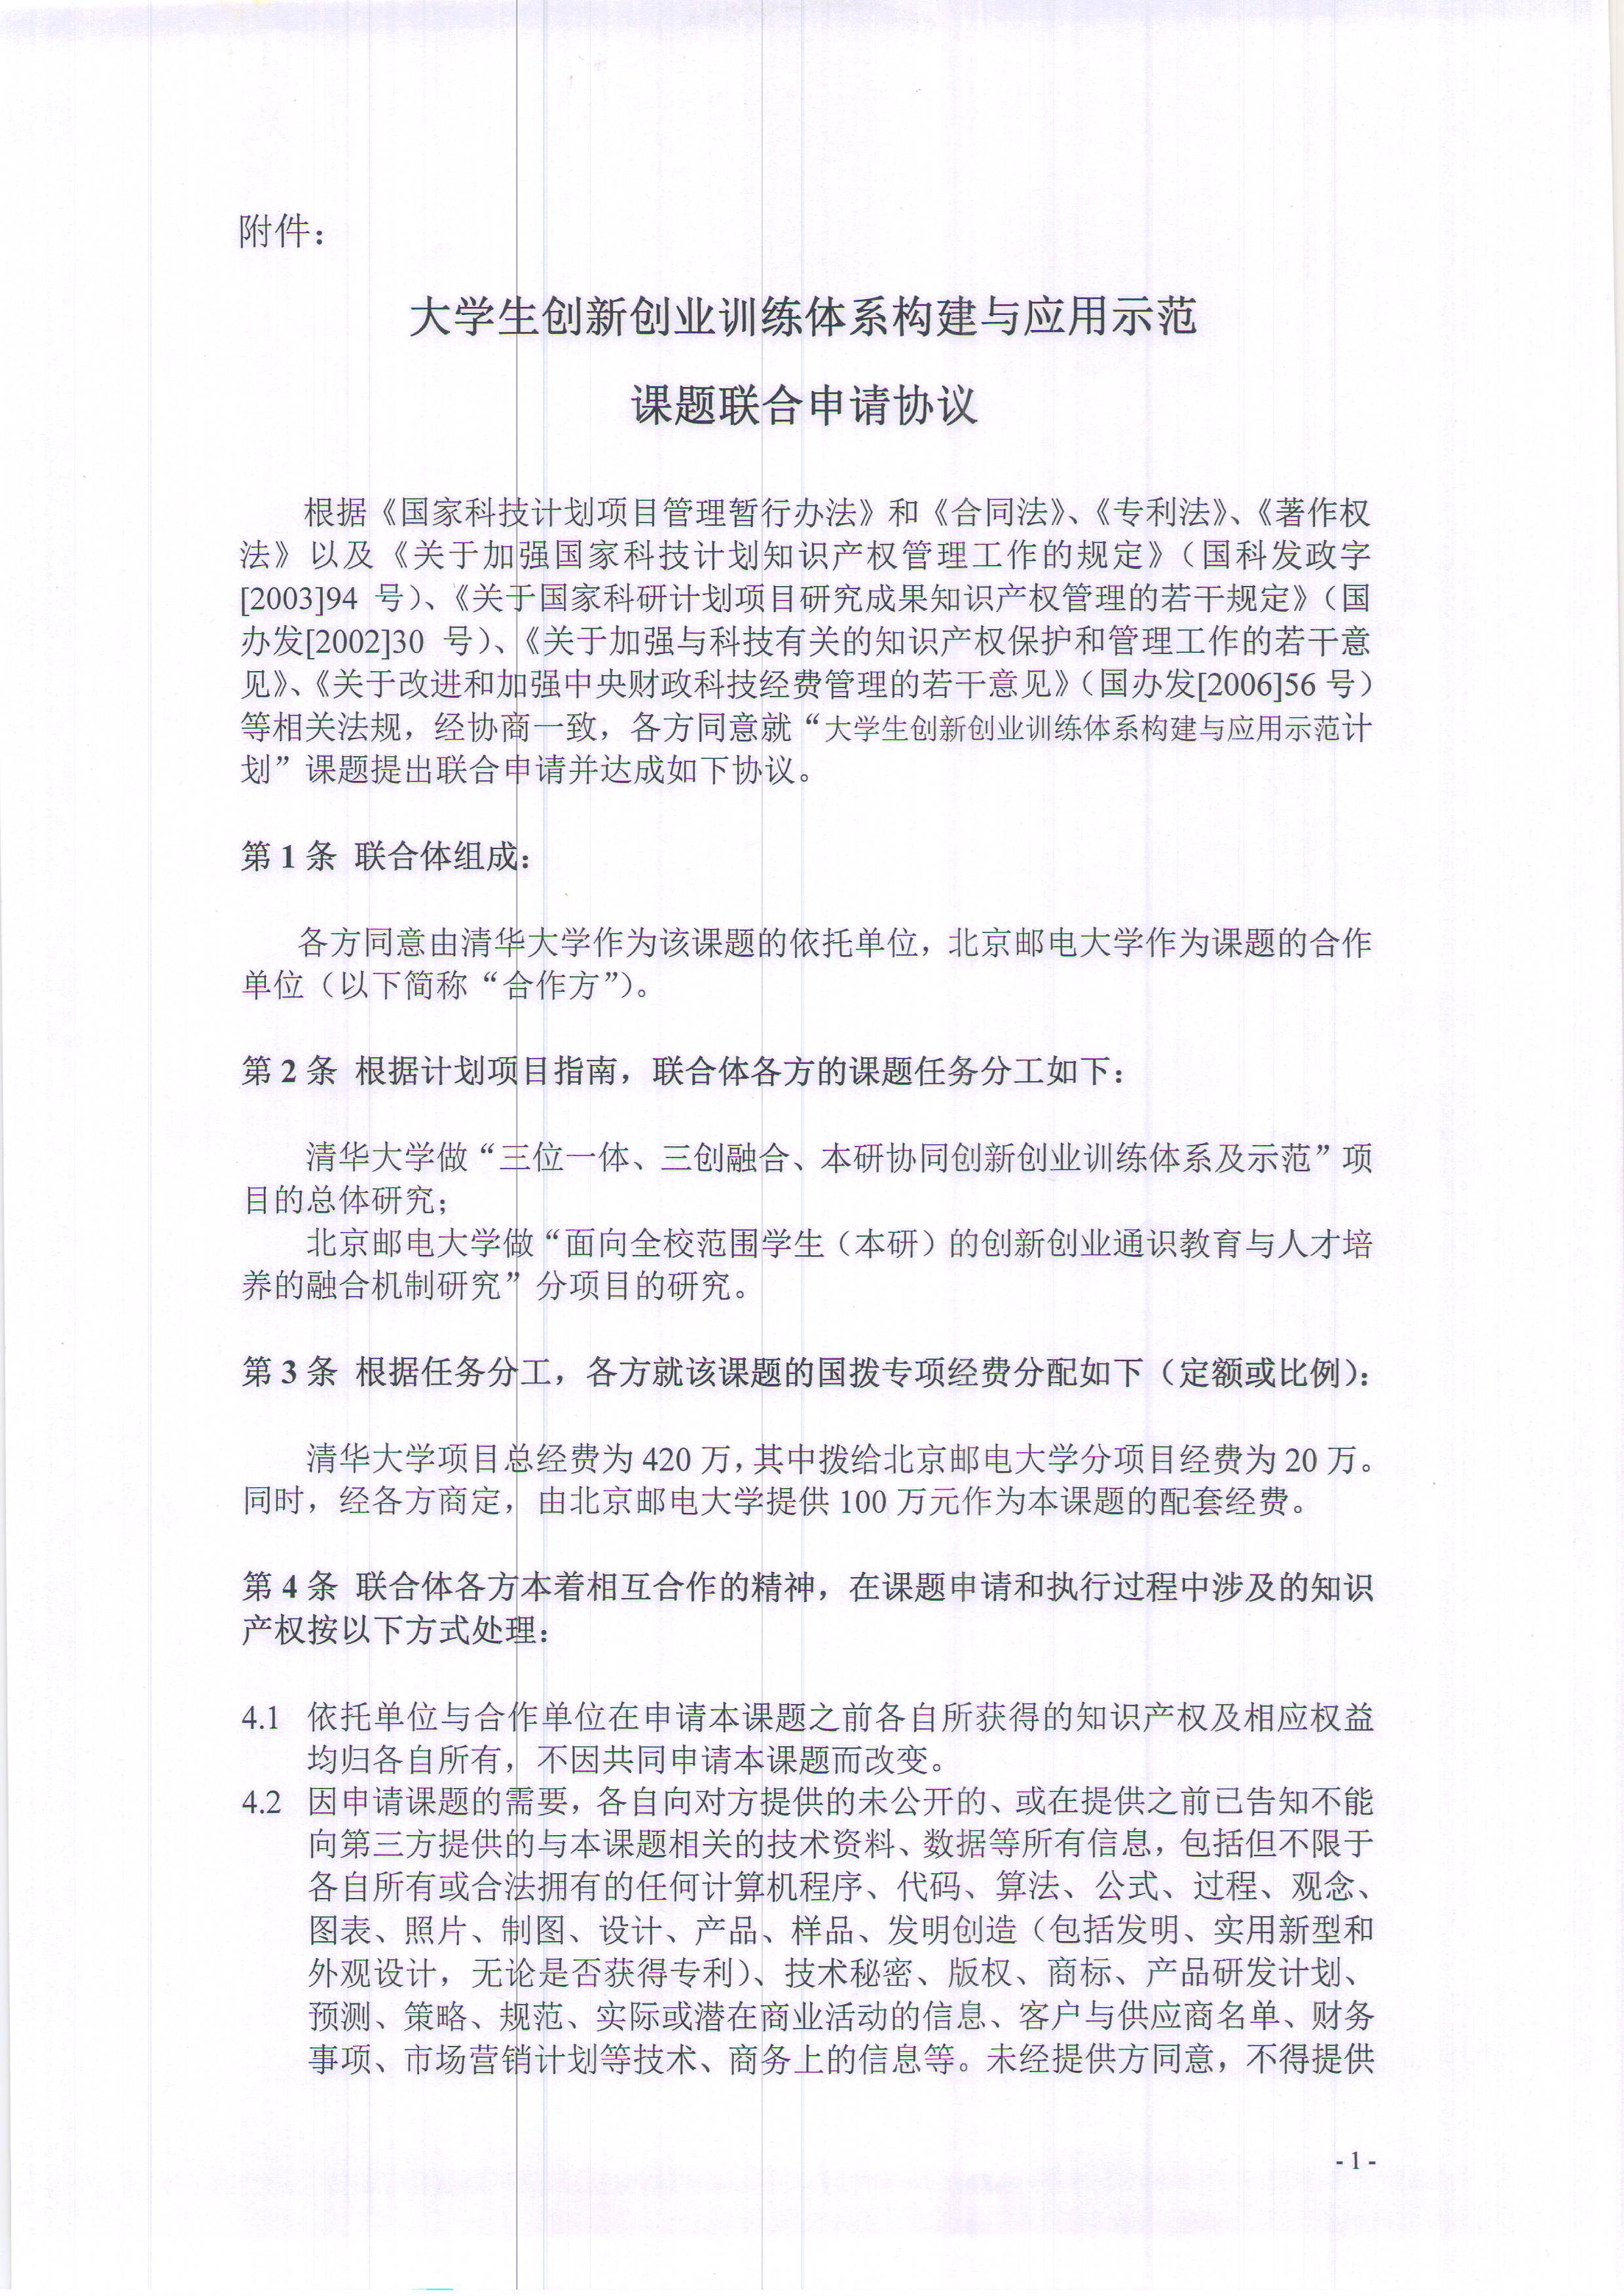 附件：
大学生创新创业训练体系构建与应用示范
课题联合申请协议
根据《国家科技计划项目管理暂行办法》和《合同法》、《专利法》、《著作权
法》以及《关于加强国家科技计划知识产权管理工作的规定》（国科发政字
[2003]94 号）、《关于国家科研计划项目研究成果知识产权管理的若干规定》（国
办发[2002]30 号）、《关于加强与科技有关的知识产权保护和管理工作的若干意
见》、《关于改进和加强中央财政科技经费管理的若干意见》（国办发[2006]56 号）
等相关法规，经协商一致，各方同意就“大学生创新创业训练体系构建与应用示范计
划”课题提出联合申请并达成如下协议。
第 1 条 联合体组成：
各方同意由清华大学作为该课题的依托单位，北京邮电大学作为课题的合作
单位（以下简称“合作方”）。
第 2 条 根据计划项目指南，联合体各方的课题任务分工如下：
清华大学做“三位一体、三创融合、本研协同创新创业训练体系及示范”项
目的总体研究；
北京邮电大学做“面向全校范围学生（本研）的创新创业通识教育与人才培
养的融合机制研究”分项目的研究。
第 3 条 根据任务分工，各方就该课题的国拨专项经费分配如下（定额或比例）：
清华大学项目总经费为 420 万，其中拨给北京邮电大学分项目经费为 20 万。
同时，经各方商定，由北京邮电大学提供 100 万元作为本课题的配套经费。
第 4 条 联合体各方本着相互合作的精神，在课题申请和执行过程中涉及的知识
产权按以下方式处理：
4.1 依托单位与合作单位在申请本课题之前各自所获得的知识产权及相应权益
均归各自所有，不因共同申请本课题而改变。
4.2 因申请课题的需要，各自向对方提供的未公开的、或在提供之前已告知不能
向第三方提供的与本课题相关的技术资料、数据等所有信息，包括但不限于
各自所有或合法拥有的任何计算机程序、代码、算法、公式、过程、观念、
图表、照片、制图、设计、产品、样品、发明创造（包括发明、实用新型和
外观设计，无论是否获得专利）、技术秘密、版权、商标、产品研发计划、
预测、策略、规范、实际或潜在商业活动的信息、客户与供应商名单、财务
事项、市场营销计划等技术、商务上的信息等。未经提供方同意，不得提供
- 1 -